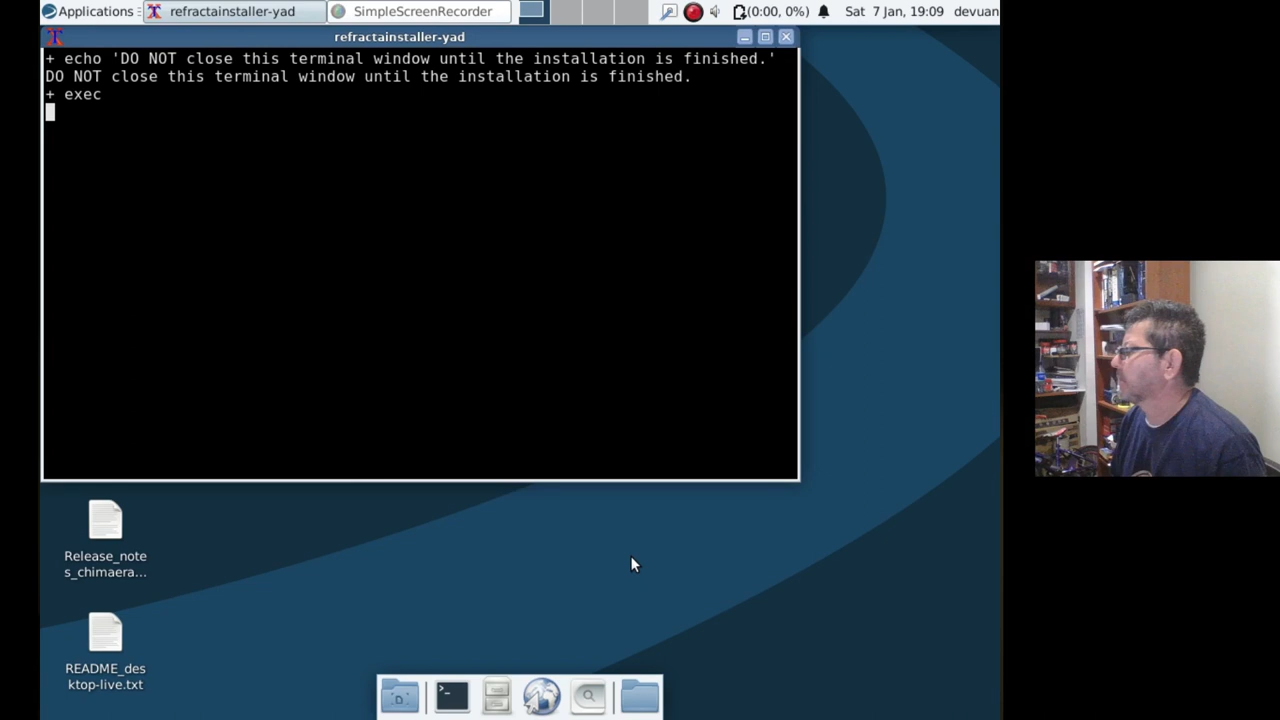 Applications
refractainstaller-yad
SimpleScreenRecorder
(0:00, 0%)
Sat 7 Jan, 19:09
devuan
refractainstaller-yad
+ echo 'DO NOT close this terminal window until the installation is finished.'
DO NOT close this terminal window until the installation is finished.
+ exec
Release_note
s_chimaera...
README_des
ktop-live.txt